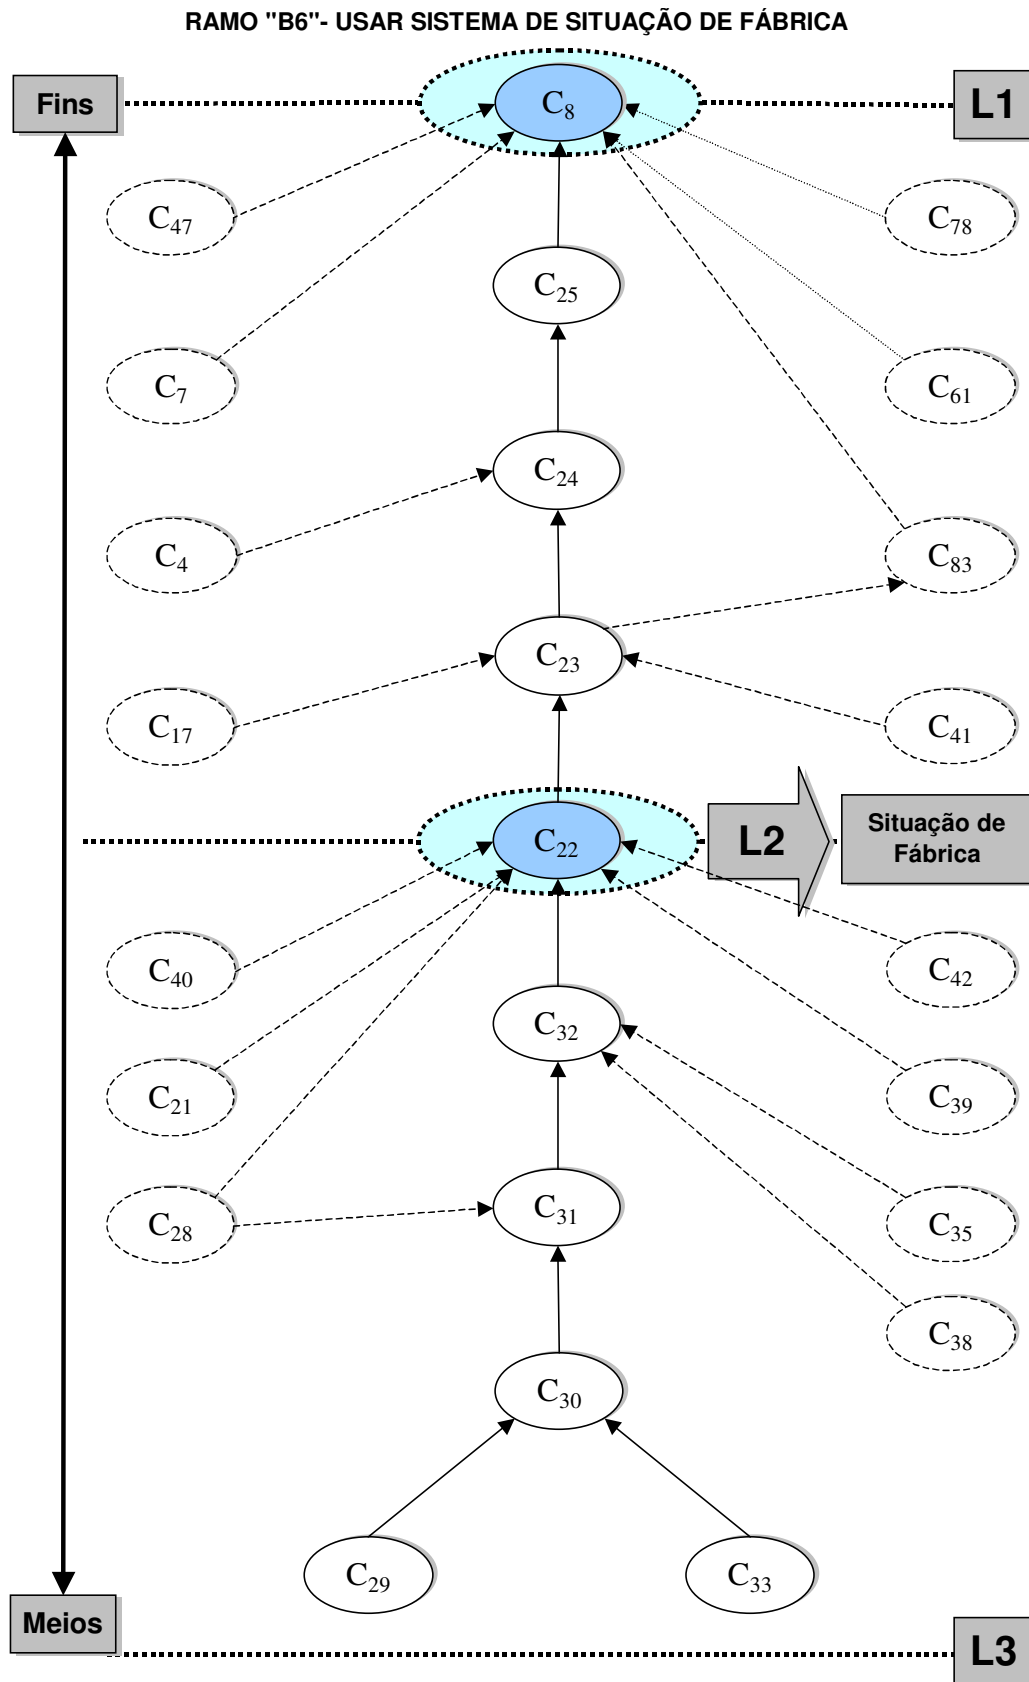 RAMO "B6"- USAR SISTEMA DE SITUAÇÃO DE FÁBRICA
Fins
C8
L1
C47
C78
C25
C7
C61
C24
C4
C83
C23
C17
C41
C22
L2
Situação de
Fábrica
C40
C42
C32
C21
C39
C28
C31
C35
C38
C30
C29
C33
Meios
L3